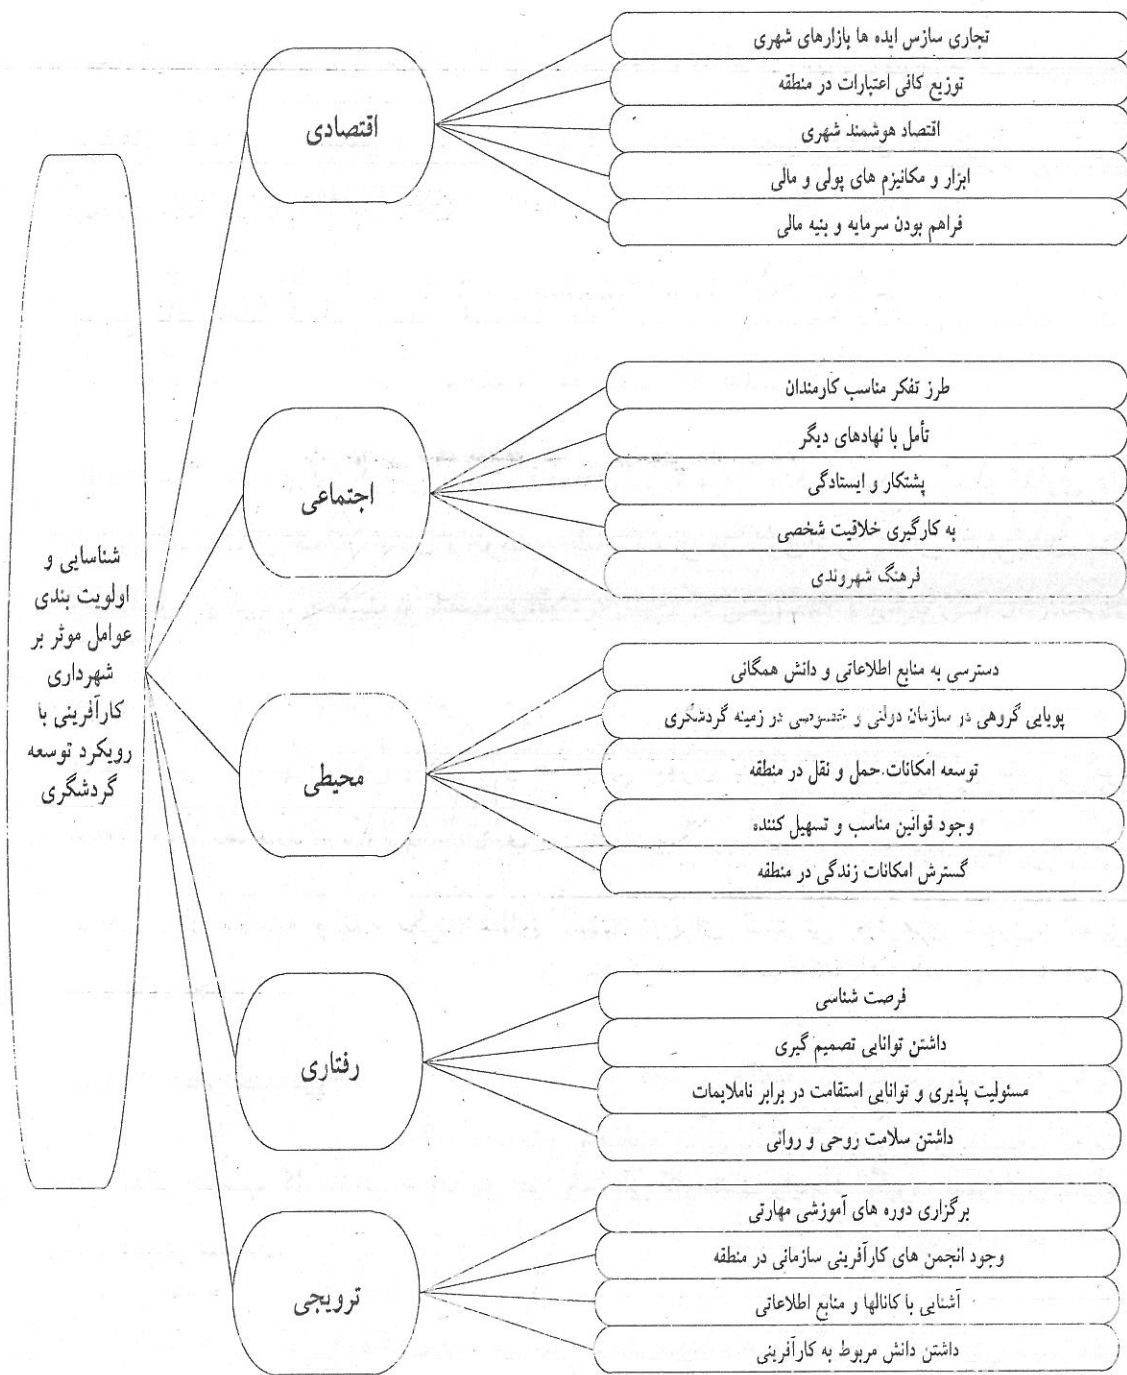 شناسایی و
اولویت بندی
عوامل موثر بر
شهرداری
کارآفرینی با
رویکرد توسعه
گردشگری
اقتصادی
تجاری سازس ایده ها بازارهای شهری
توزیع کافی اعتبارات در منطقه
اقتصاد هوشمند شهری
ابزار و مکانیزم های پولی و مالی
فراهم بودن سرمایه و بنیه مالی
اجتماعی
طرز تفکر مناسب کارمندان
تأمل با نهادهای دیگر
پشتکار و ایستادگی
به کارگیری خلاقیت شخصی
فرهنگ شهروندی
محیطی
دسترسی به منابع اطلاعاتی و دانش همگانی
پویایی گروهی در سازمان دولتی و خصوصی در زمینه گردشگری
توسعه امکانات حمل و نقل در منطقه
وجود قوانین مناسب و تسهیل کننده
گسترش امکانات زندگی در منطقه
رفتاری
فرصت شناسی
داشتن توانایی تصمیم گیری
مسئولیت پذیری و توانایی استقامت در برابر ناملایمات
داشتن سلامت روحی و روانی
ترویجی
برگزاری دوره های آموزشی مهارتی
وجود انجمن های کارآفرینی سازمانی در منطقه
آشنایی با کانالها و منابع اطلاعاتی
داشتن دانش مربوط به کارآفرینی